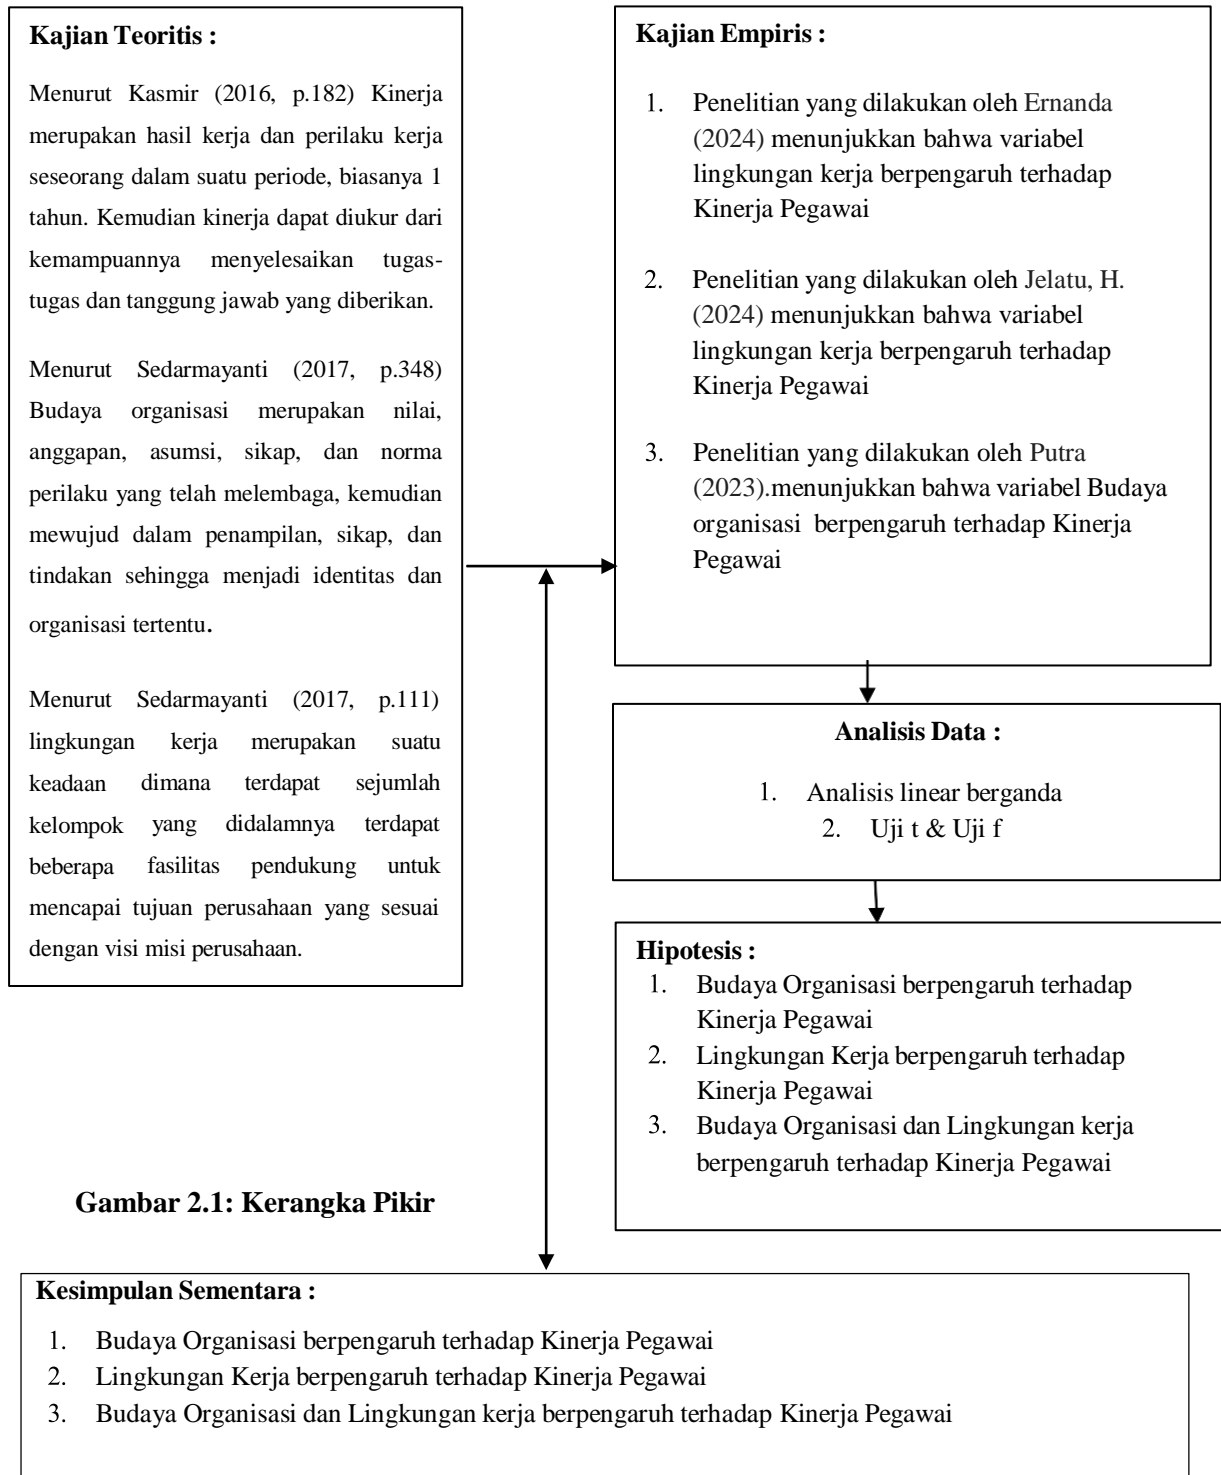 Kajian Teoritis :
Menurut Kasmir (2016, p.182) Kinerja
merupakan hasil kerja dan perilaku kerja
seseorang dalam suatu periode, biasanya 1
tahun. Kemudian kinerja dapat diukur dari
kemampuannya menyelesaikan tugas-
tugas dan tanggung jawab yang diberikan.
Menurut Sedarmayanti (2017, p.348)
Budaya organisasi merupakan nilai,
anggapan, asumsi, sikap, dan norma
perilaku yang telah melembaga, kemudian
mewujud dalam penampilan, sikap, dan
tindakan sehingga menjadi identitas dan
organisasi tertentu.
Menurut Sedarmayanti (2017, p.111)
lingkungan kerja merupakan suatu
keadaan dimana terdapat sejumlah
kelompok yang didalamnya terdapat
beberapa fasilitas pendukung untuk
mencapai tujuan perusahaan yang sesuai
dengan visi misi perusahaan.
Kajian Empiris :
1. Penelitian yang dilakukan oleh Ernanda
(2024) menunjukkan bahwa variabel
lingkungan kerja berpengaruh terhadap
Kinerja Pegawai
2. Penelitian yang dilakukan oleh Jelatu, H.
(2024) menunjukkan bahwa variabel
lingkungan kerja berpengaruh terhadap
Kinerja Pegawai
3. Penelitian yang dilakukan oleh Putra
(2023).menunjukkan bahwa variabel Budaya
organisasi berpengaruh terhadap Kinerja
Pegawai
Analisis Data :
1. Analisis linear berganda
2. Uji t & Uji f
Hipotesis :
1. Budaya Organisasi berpengaruh terhadap
Kinerja Pegawai
2. Lingkungan Kerja berpengaruh terhadap
Kinerja Pegawai
3. Budaya Organisasi dan Lingkungan kerja
berpengaruh terhadap Kinerja Pegawai
Gambar 2.1: Kerangka Pikir
Kesimpulan Sementara :
1. Budaya Organisasi berpengaruh terhadap Kinerja Pegawai
2. Lingkungan Kerja berpengaruh terhadap Kinerja Pegawai
3. Budaya Organisasi dan Lingkungan kerja berpengaruh terhadap Kinerja Pegawai